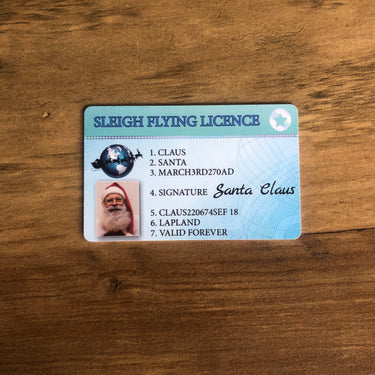 SLEIGH FLYING LICENCE
1. CLAUS
2. SANTA
3. MARCH3RD270AD
4. SIGNATURE Santa Claus
5. CLAUS220674SEF 18
6. LAPLAND
7. VALID FOREVER